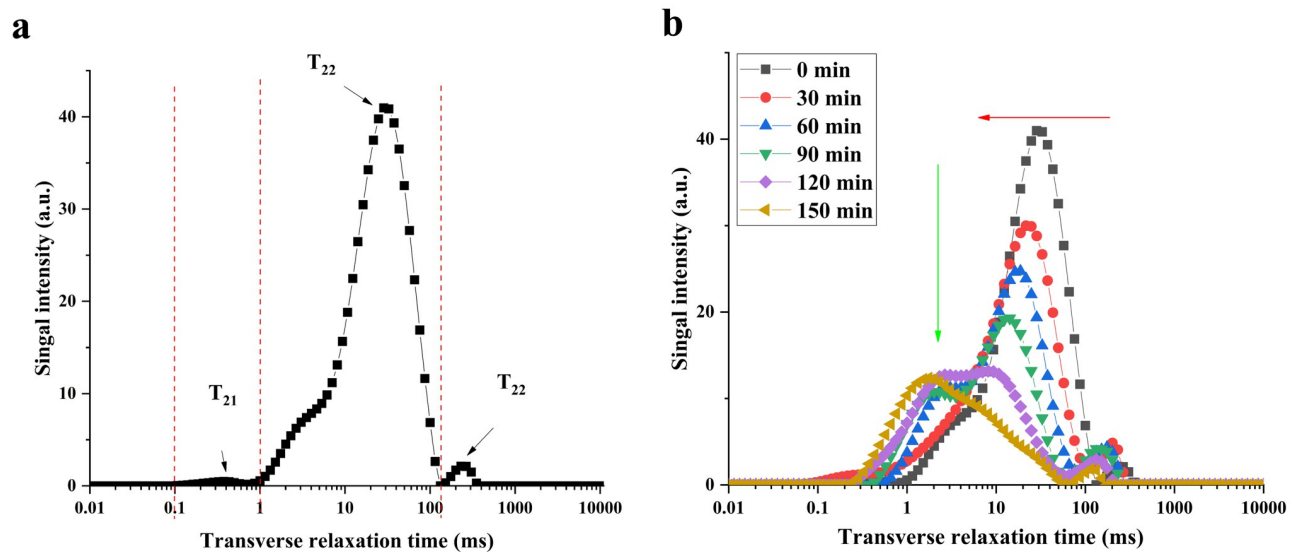 a
T22
T21
T22
40
30
20
10
0
0.01
0.1
1
10
100
1000
10000
Singal intensity (a.u.)
Transverse relaxation time (ms)
b
0 min
30 min
60 min
90 min
120 min
150 min
40
20
0
0.01
0.1
1
10
100
1000
10000
Singal intensity (a.u.)
Transverse relaxation time (ms)